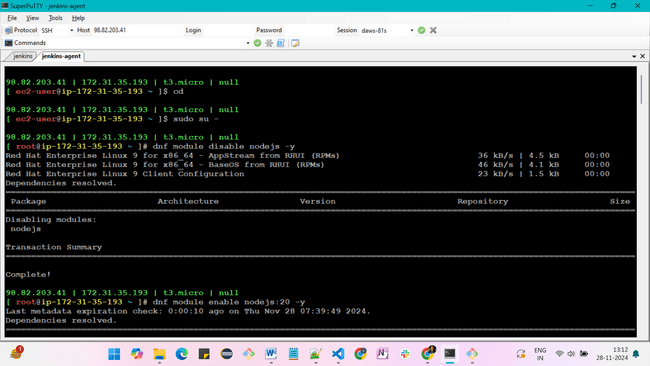 SuperPuTTY - jenkins-agent
File View Tools Help
Protocol SSH Host 98.82.203.41 Login Password Session daws-81s
Commands
jenkins jenkins-agent
98.82.203.41 | 172.31.35.193 | t3.micro | null
[ ec2-user@ip-172-31-35-193 ~ ]$ cd
98.82.203.41 | 172.31.35.193 | t3.micro | null
[ ec2-user@ip-172-31-35-193 ~ ]$ sudo su -
98.82.203.41 | 172.31.35.193 | t3.micro | null
[ root@ip-172-31-35-193 ~ ]# dnf module disable nodejs -y
Red Hat Enterprise Linux 9 for x86_64 - AppStream from RHUI (RPMs) 36 kB/s | 4.5 kB 00:00
Red Hat Enterprise Linux 9 for x86_64 - BaseOS from RHUI (RPMs) 46 kB/s | 4.1 kB 00:00
Red Hat Enterprise Linux 9 Client Configuration 23 kB/s | 1.5 kB 00:00
Dependencies resolved.
Package Architecture Version Repository Size
Disabling modules:
nodejs
Transaction Summary
Complete!
98.82.203.41 | 172.31.35.193 | t3.micro | null
[ root@ip-172-31-35-193 ~ ]# dnf module enable nodejs:20 -y
Last metadata expiration check: 0:00:10 ago on Thu Nov 28 07:39:49 2024.
Dependencies resolved.
ENG 13:12
IN 28-11-2024